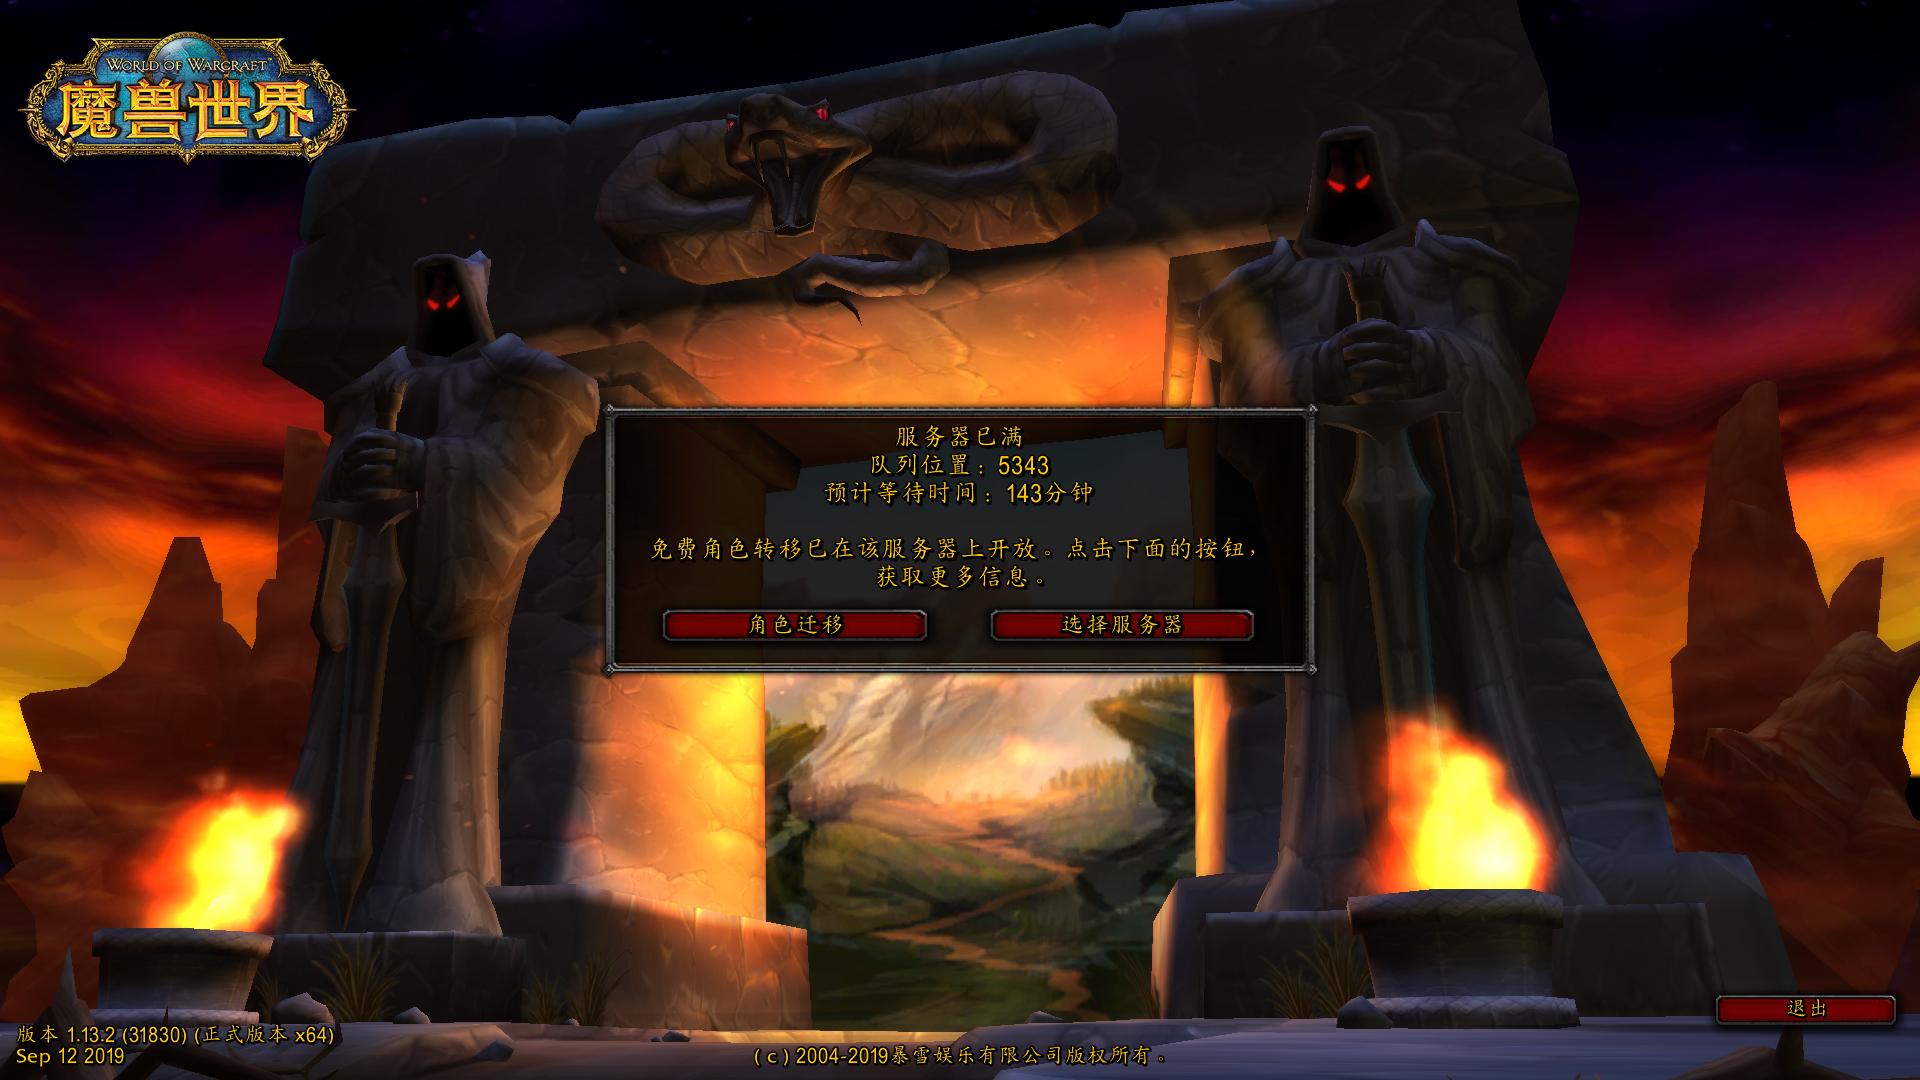 WORLD OF WARCRAFT
魔兽世界
服务器已满
队列位置：5343
预计等待时间：143分钟
免费角色转移已在该服务器上开放。点击下面的按钮，
获取更多信息。
角色迁移
选择服务器
退出
版本 1.13.2 (31830) (正式版本 x64)
Sep 12 2019
(c) 2004-2019暴雪娱乐有限公司版权所有。